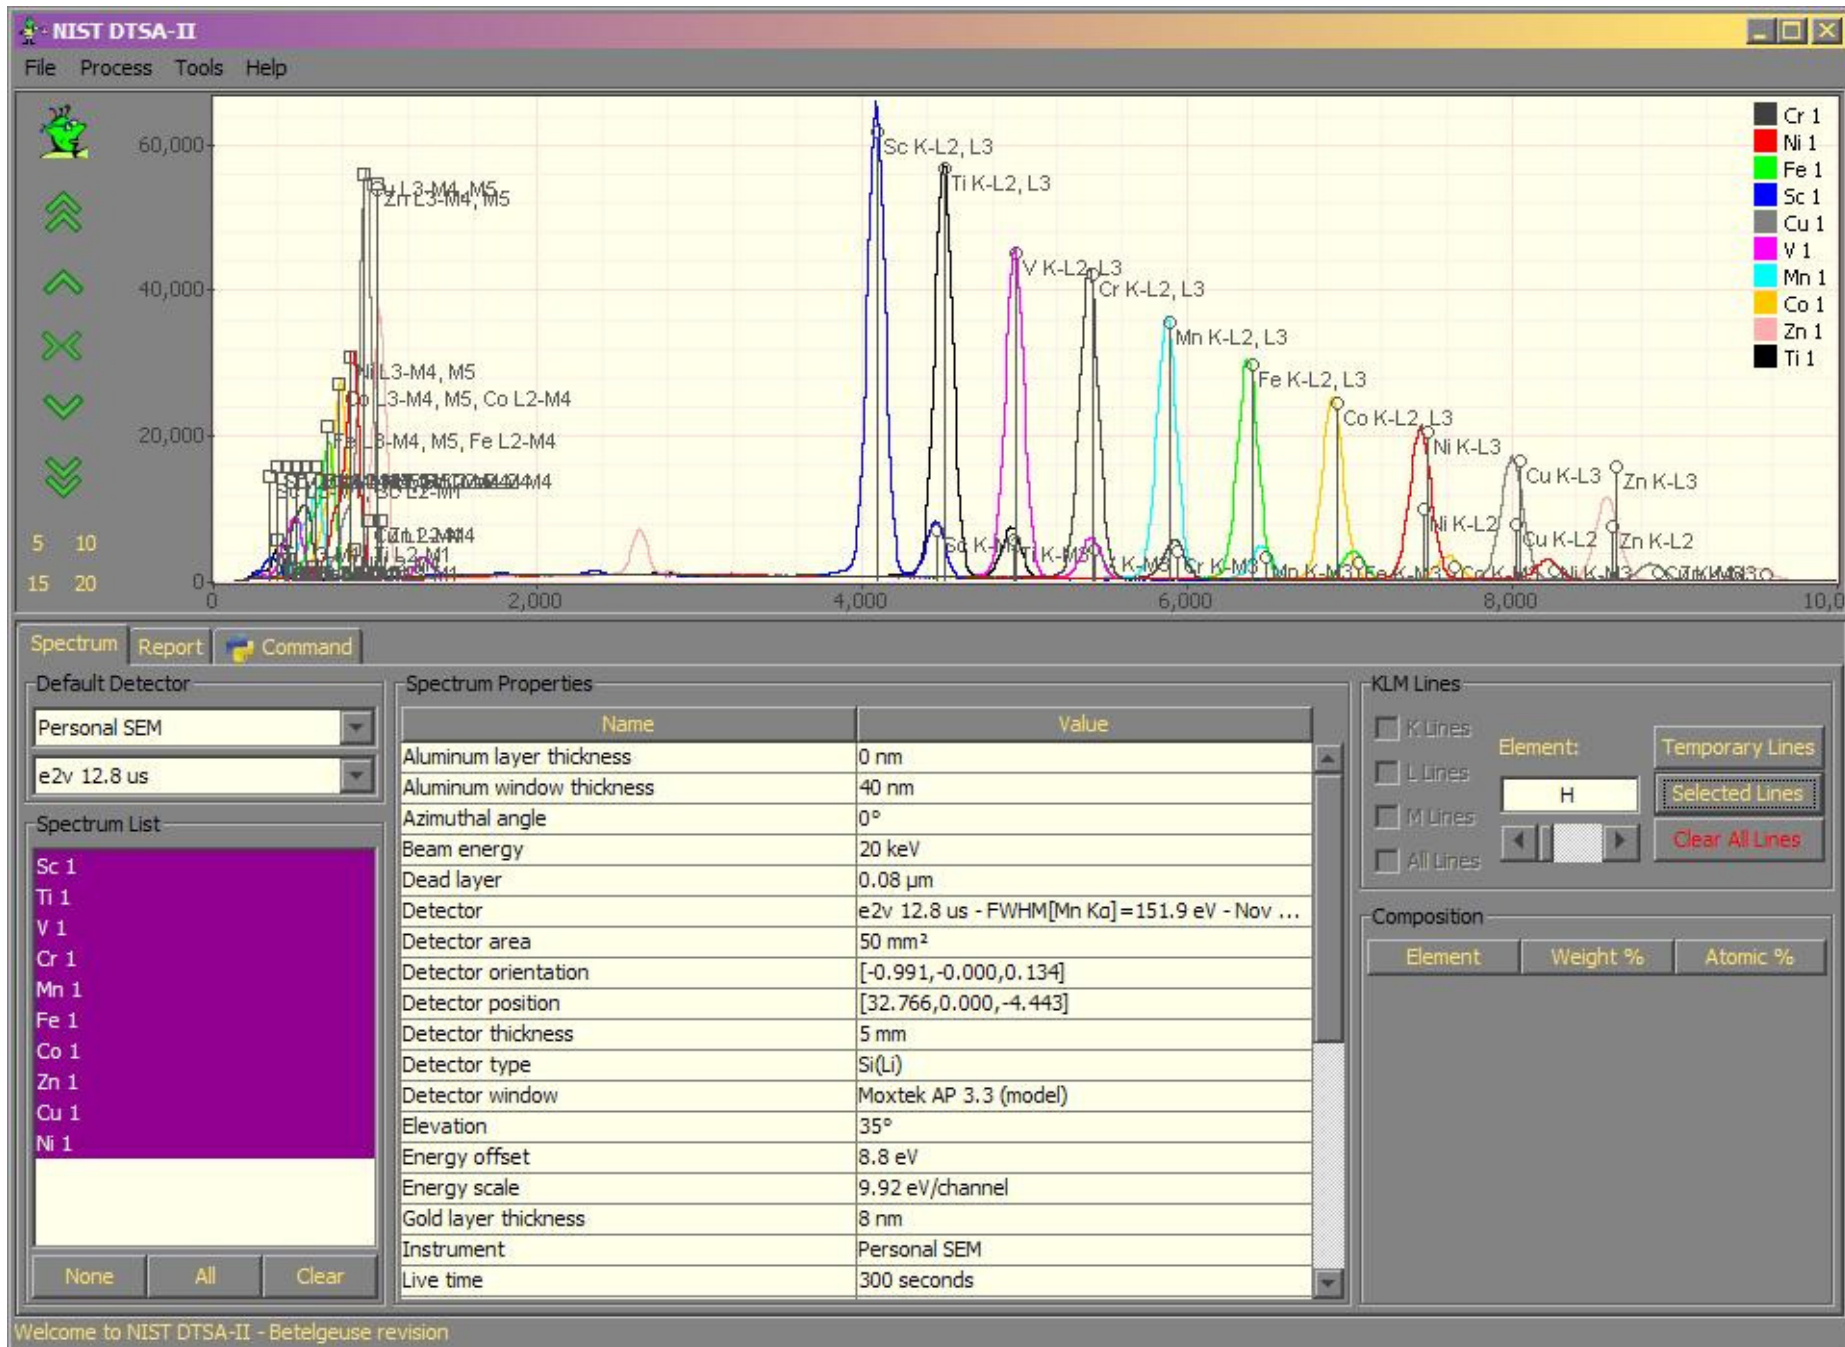 NIST DTSA-II
File Process Tools Help
60,000
40,000
20,000
0
5 10
15 20
0 2,000 4,000 6,000 8,000 10,0
Zn L3-M4, M5
Ni L3-M4, M5
Co L3-M4, M5, Co L2-M4
Fe L3-M4, M5, Fe L2-M4
Sc K-L2, L3
Ti K-L2, L3
V K-L2, L3
Cr K-L2, L3
Mn K-L2, L3
Fe K-L2, L3
Co K-L2, L3
Ni K-L3
Cu K-L3
Zn K-L3
Ni K-L2
Cu K-L2
Zn K-L2
Ti K-M3
Cr K-M3
Mn K-M3
Cr 1
Ni 1
Fe 1
Sc 1
Cu 1
V 1
Mn 1
Co 1
Zn 1
Ti 1
Spectrum Report Command
Default Detector
Personal SEM
e2v 12.8 us
Spectrum List
Sc 1
Ti 1
V 1
Cr 1
Mn 1
Fe 1
Co 1
Zn 1
Cu 1
Ni 1
None All Clear
Spectrum Properties
Name Value
Aluminum layer thickness 0 nm
Aluminum window thickness 40 nm
Azimuthal angle 0°
Beam energy 20 keV
Dead layer 0.08 µm
Detector e2v 12.8 us - FWHM[Mn Kα]=151.9 eV - Nov ...
Detector area 50 mm²
Detector orientation [-0.991,-0.000,0.134]
Detector position [32.766,0.000,-4.443]
Detector thickness 5 mm
Detector type Si(Li)
Detector window Moxtek AP 3.3 (model)
Elevation 35°
Energy offset 8.8 eV
Energy scale 9.92 eV/channel
Gold layer thickness 8 nm
Instrument Personal SEM
Live time 300 seconds
KLM Lines
K Lines
L Lines
M Lines
All Lines
Element:
H
Temporary Lines
Selected Lines
Clear All Lines
Composition
Element Weight % Atomic %
Welcome to NIST DTSA-II - Betelgeuse revision